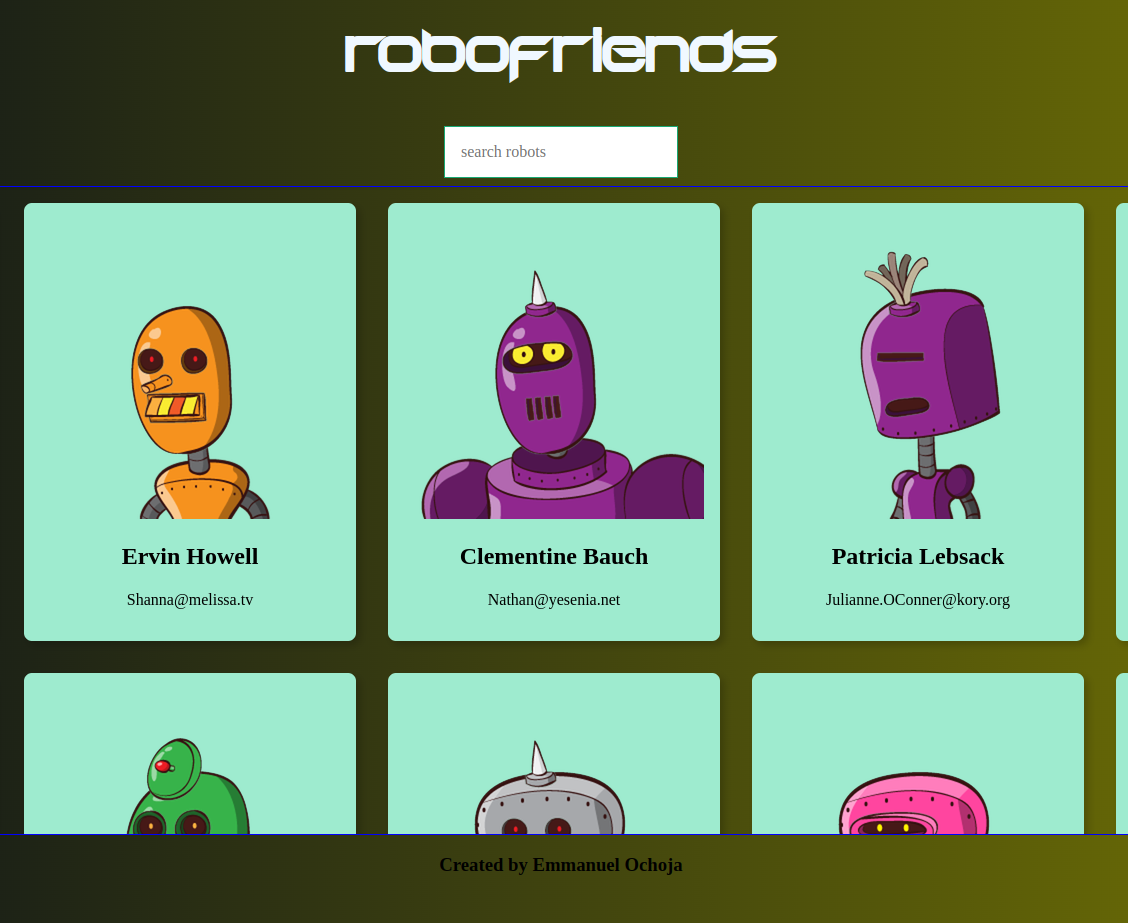 robofriends
search robots
Ervin Howell
Clementine Bauch
Patricia Lebsack
Shanna@melissa.tv
Nathan@yesenia.net
Julianne.OConner@kory.org
Created by Emmanuel Ochoja